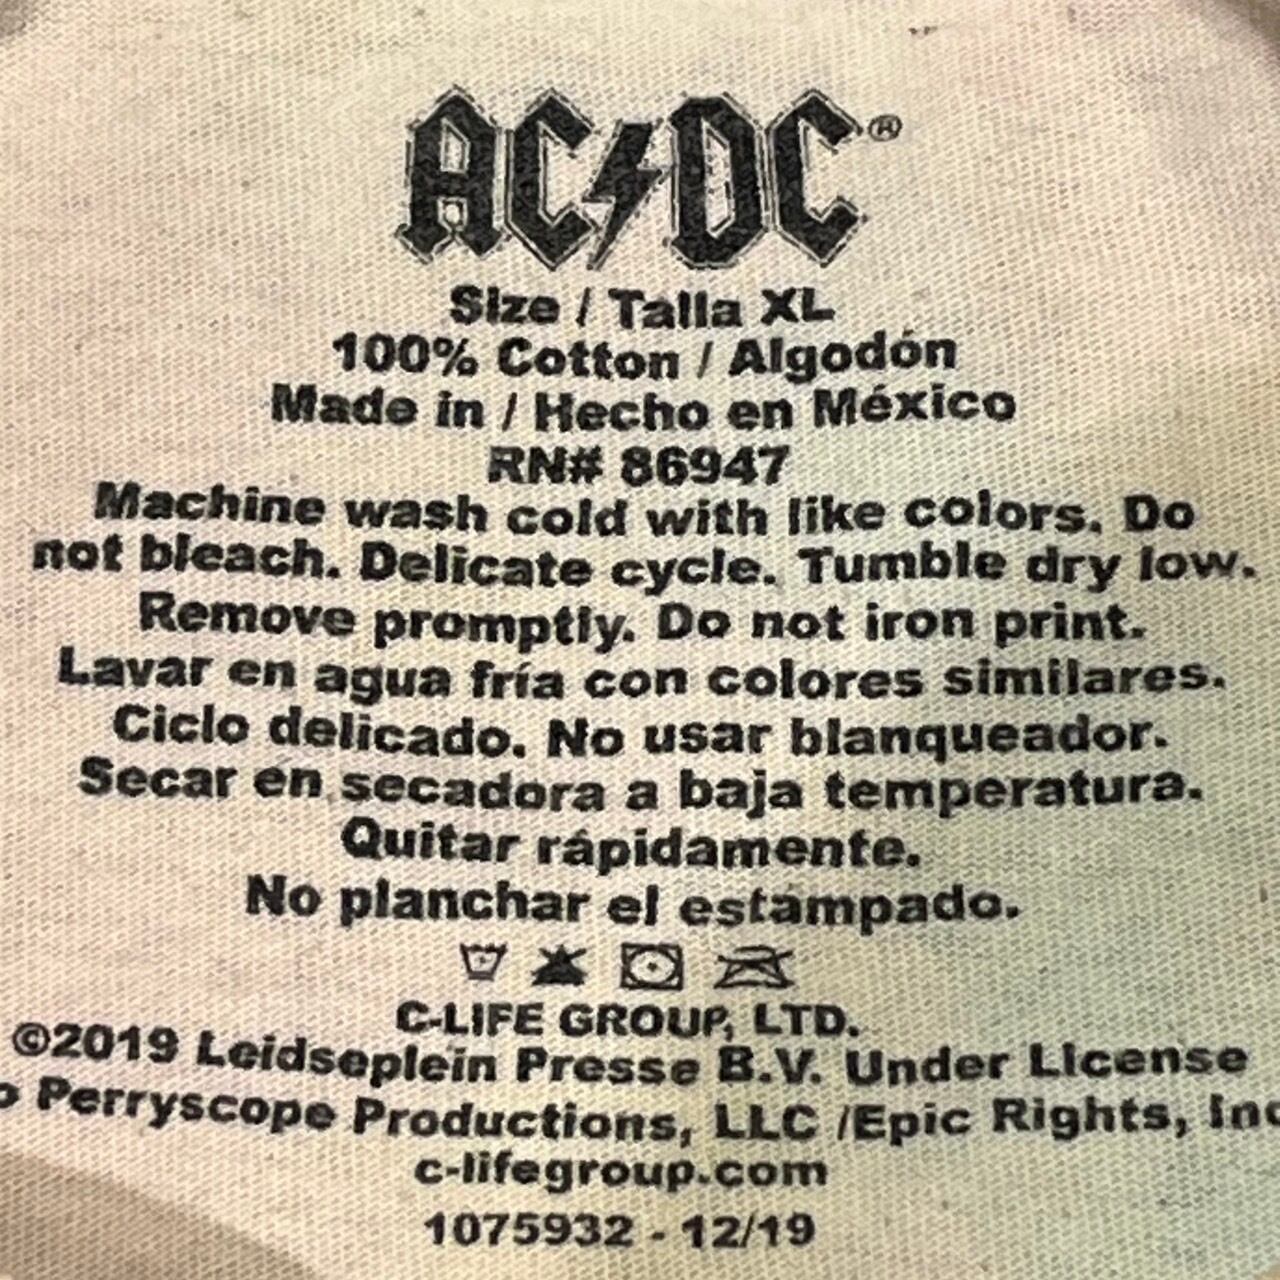 AC/DC®
Size / Talla XL
100% Cotton / Algodón
Made in / Hecho en México
RN# 86947
Machine wash cold with like colors. Do
not bleach. Delicate cycle. Tumble dry low.
Remove promptly. Do not iron print.
Lavar en agua fría con colores similares.
Ciclo delicado. No usar blanqueador.
Secar en secadora a baja temperatura.
Quitar rápidamente.
No planchar el estampado.
C-LIFE GROUP, LTD.
©2019 Leidseplein Presse B.V. Under License
Perryscope Productions, LLC /Epic Rights,
c-lifegroup.com
1075932 - 12/19